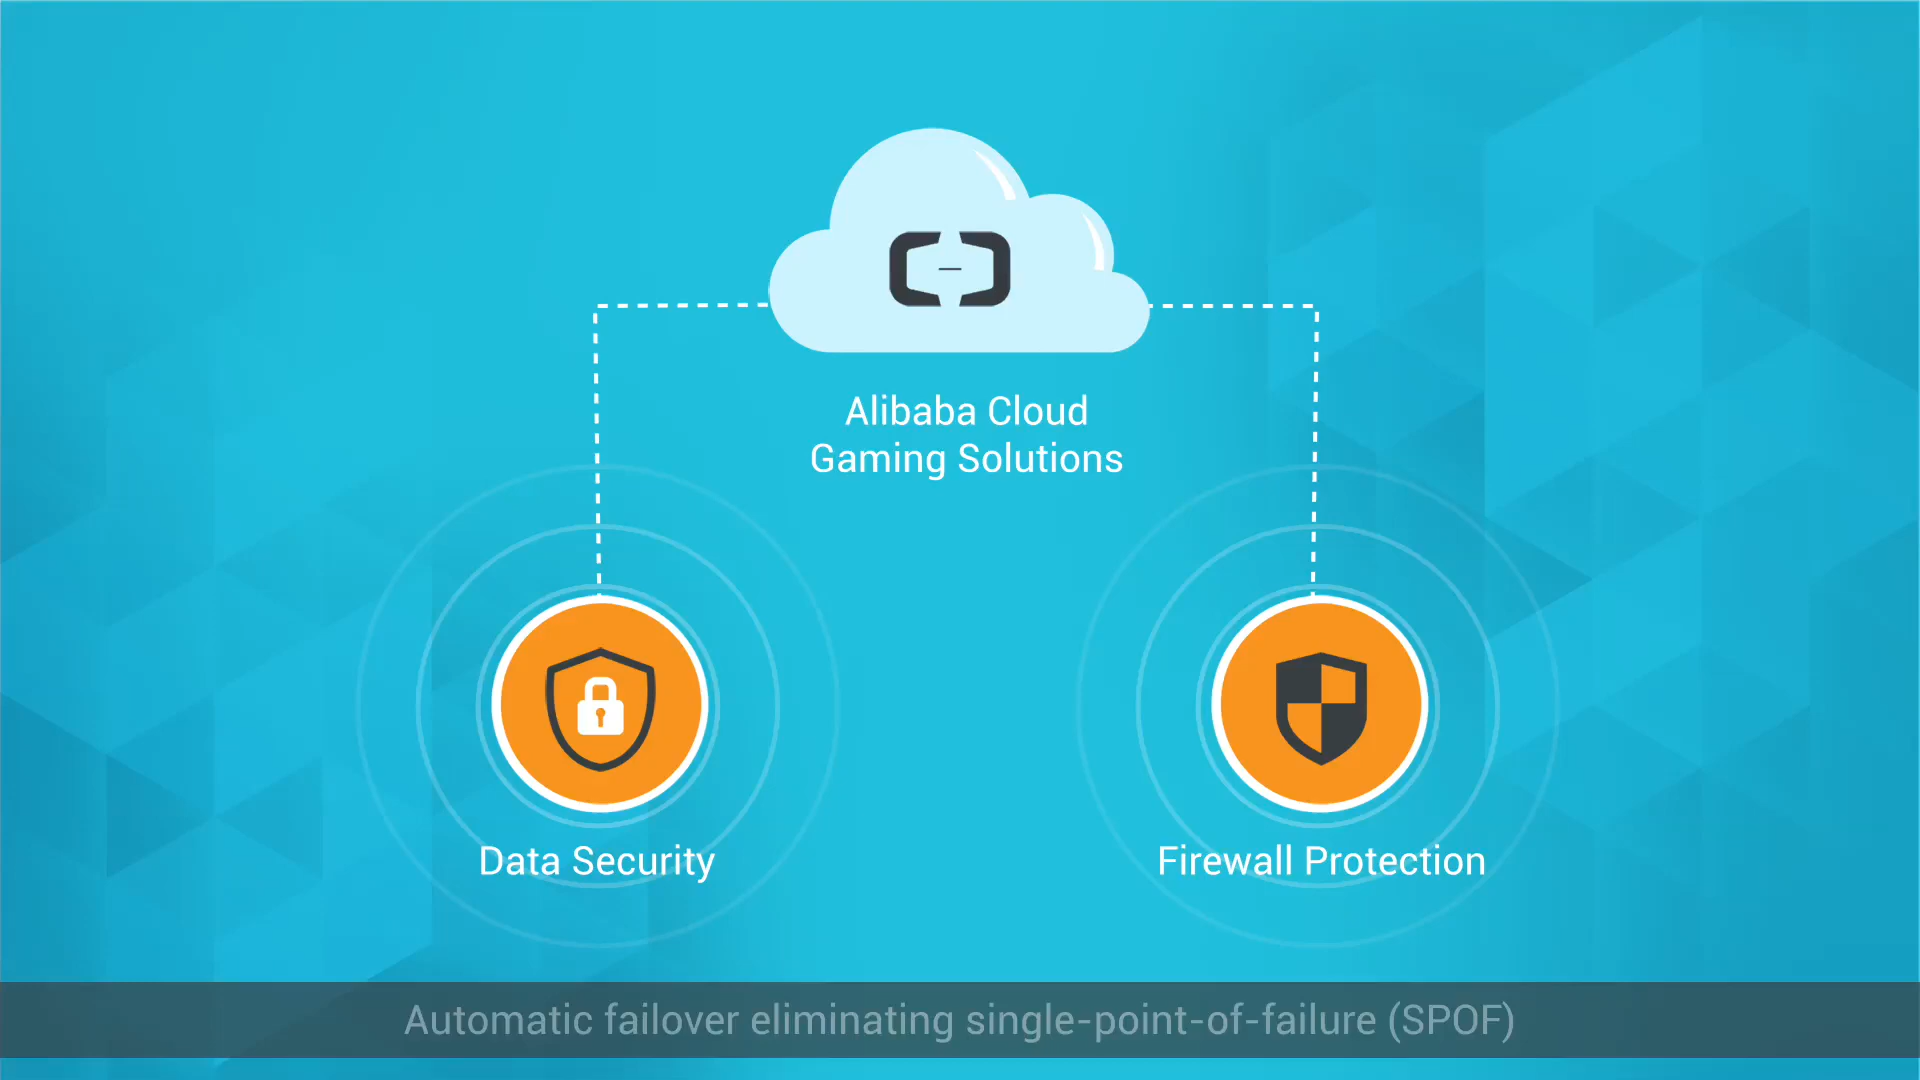 Alibaba Cloud
Gaming Solutions
Data Security
Firewall Protection
Automatic failover eliminating single-point-of-failure (SPOF)